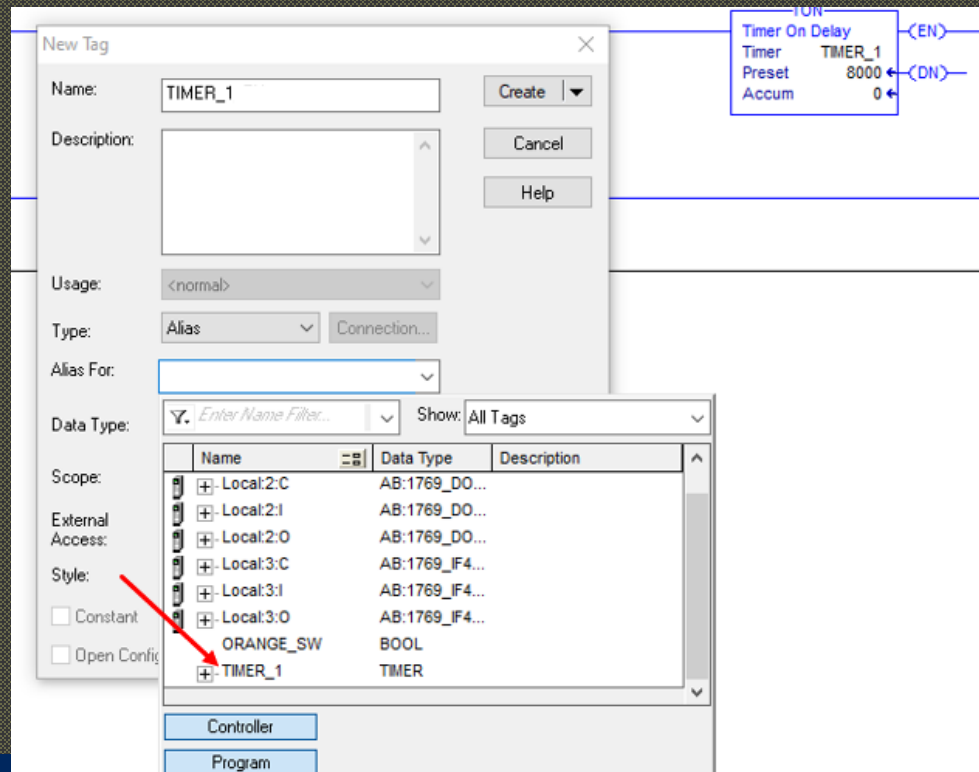 New Tag
Name:
TIMER_1
Create
Description:
Cancel
Help
Usage:
<normal>
Type:
Alias
Connection...
Alias For:
Data Type:
Enter Name Filter...
Show:
All Tags
Name
Data Type
Description
Scope:
Local:2:C
AB:1769_DO...
Local:2:I
AB:1769_DO...
External
Access:
Local:2:O
AB:1769_DO...
Local:3:C
AB:1769_IF4...
Style:
Local:3:I
AB:1769_IF4...
Constant
Local:3:O
AB:1769_IF4...
ORANGE_SW
BOOL
Open Config
TIMER_1
TIMER
Controller
Program
TON
Timer On Delay
EN
Timer
TIMER_1
Preset
8000
DN
Accum
0